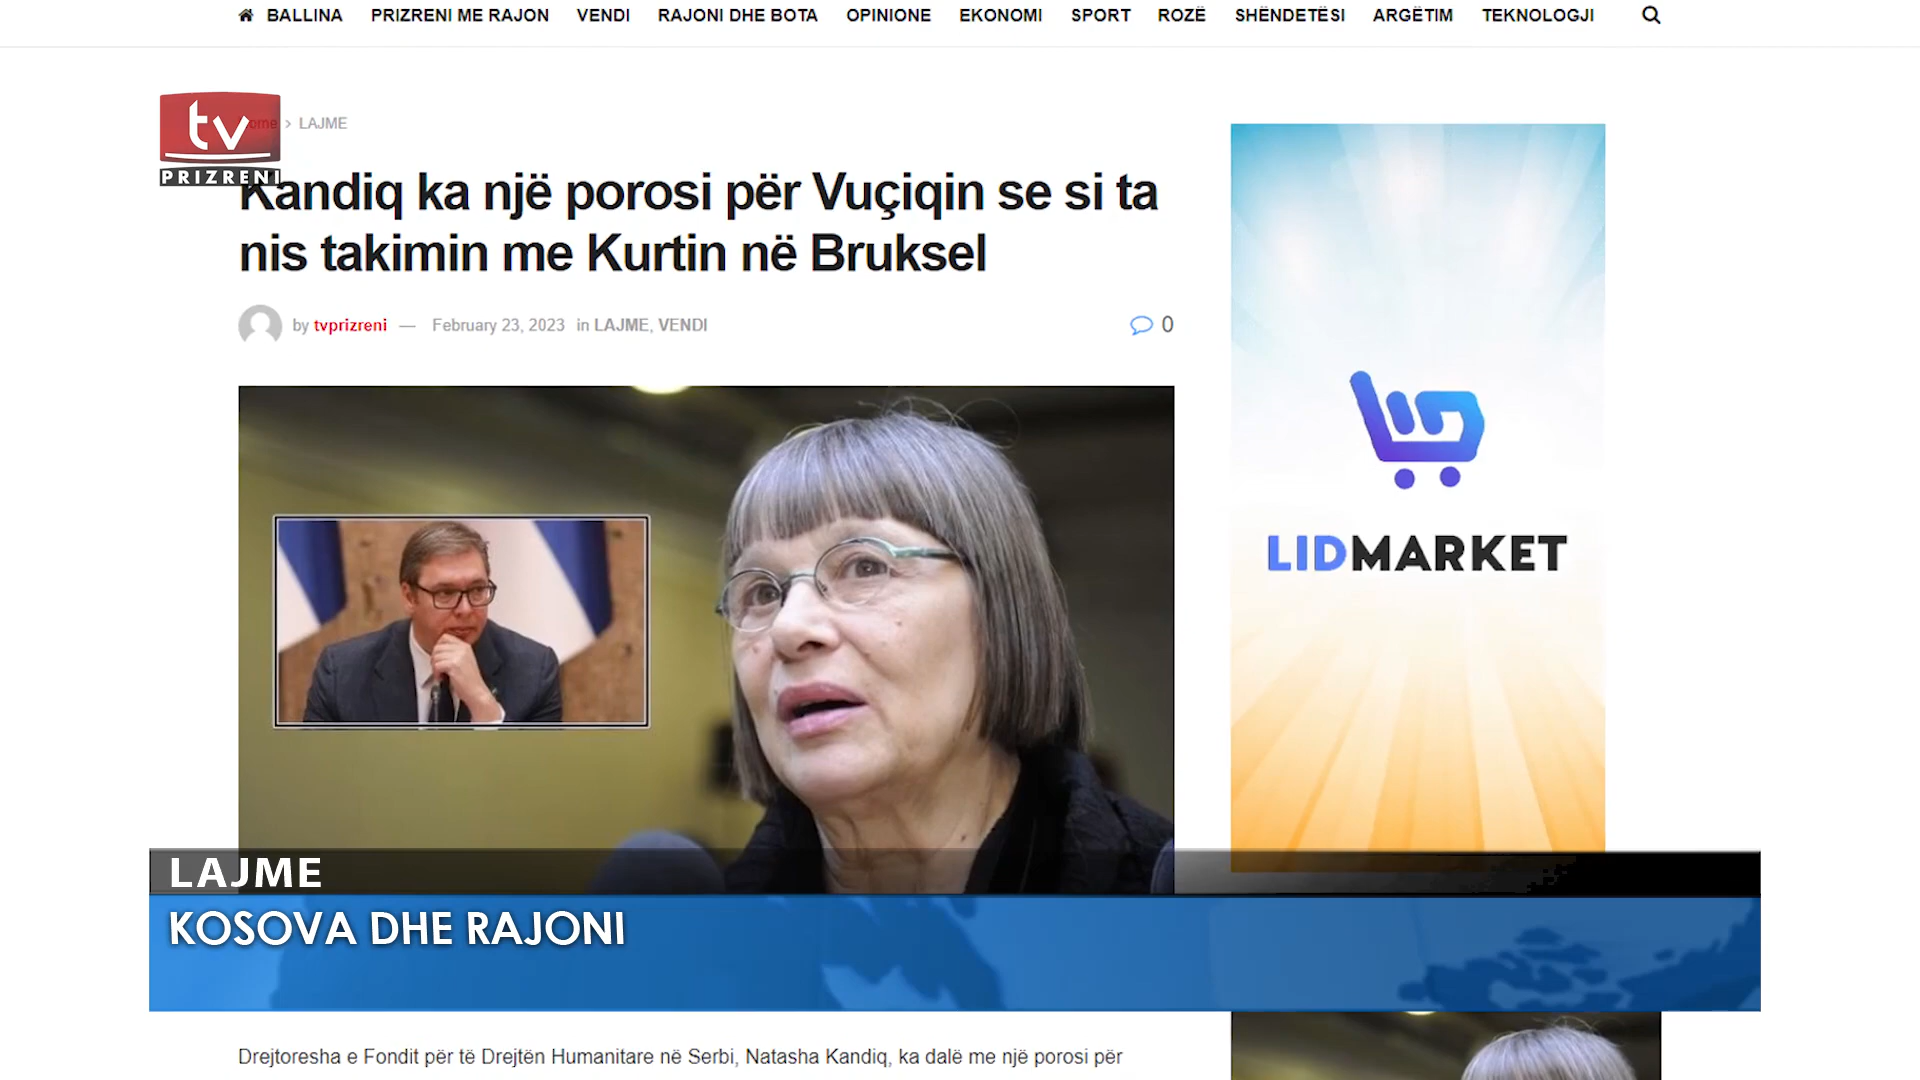 BALLINA PRIZRENI ME RAJON VENDI RAJONI DHE BOTA OPINIONE EKONOMI SPORT ROZË SHËNDETËSI ARGËTIM TEKNOLOGJI
tv
PRIZRENI
Home > LAJME
Kandiq ka një porosi për Vuçiqin se si ta
nis takimin me Kurtin në Bruksel
by tvprizreni — February 23, 2023 in LAJME, VENDI
0
LIDMARKET
LAJME
KOSOVA DHE RAJONI
Drejtoresha e Fondit për të Drejtën Humanitare në Serbi, Natasha Kandiq, ka dalë me një porosi për